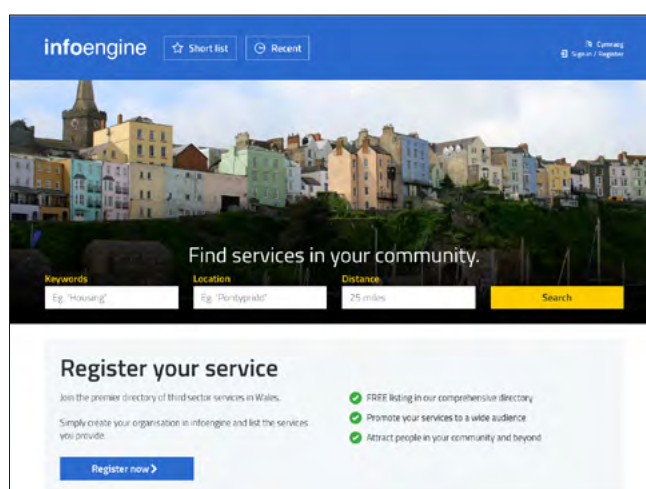 infoengine
Short list
Recent
Cymraeg
Sign in / Register
Find services in your community.
Keywords
Location
Distance
Eg. 'Housing'
Eg. 'Pontypridd'
25 miles
Search
Register your service
Join the premier directory of third sector services in Wales.
Simply create your organisation in infoengine and list the services
you provide.
Register now
FREE listing in our comprehensive directory
Promote your services to a wide audience
Attract people in your community and beyond